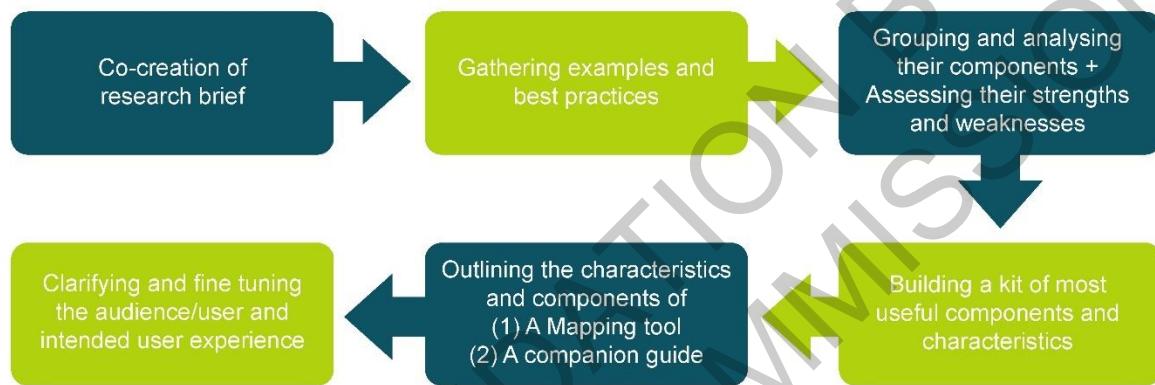 Co-creation of
research brief
Gathering examples and
best practices
Grouping and analysing
their components +
Assessing their strengths
and weaknesses
Building a kit of most
useful components and
characteristics
Outlining the characteristics
and components of
(1) A Mapping tool
(2) A companion guide
Clarifying and fine tuning
the audience/user and
intended user experience